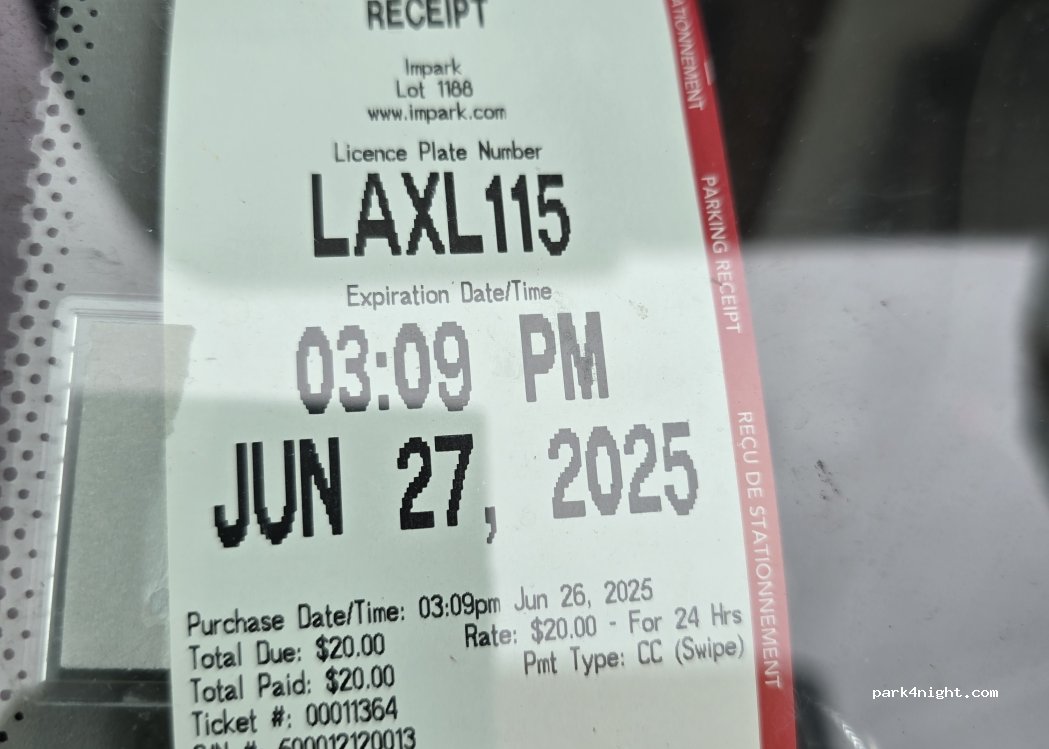 RECEIPT
Impark
Lot 1188
www.impark.com
Licence Plate Number
LAXL115
Expiration Date/Time
03:09 PM
JUN 27, 2025
Purchase Date/Time: 03:09pm Jun 26, 2025
Total Due: $20.00 Rate: $20.00 - For 24 Hrs
Total Paid: $20.00 Pmt Type: CC (Swipe)
Ticket #: 00011364
S/N #: 500012120013
STATIONNEMENT
PARKING RECEIPT
REÇU DE STATIONNEMENT
park4night.com